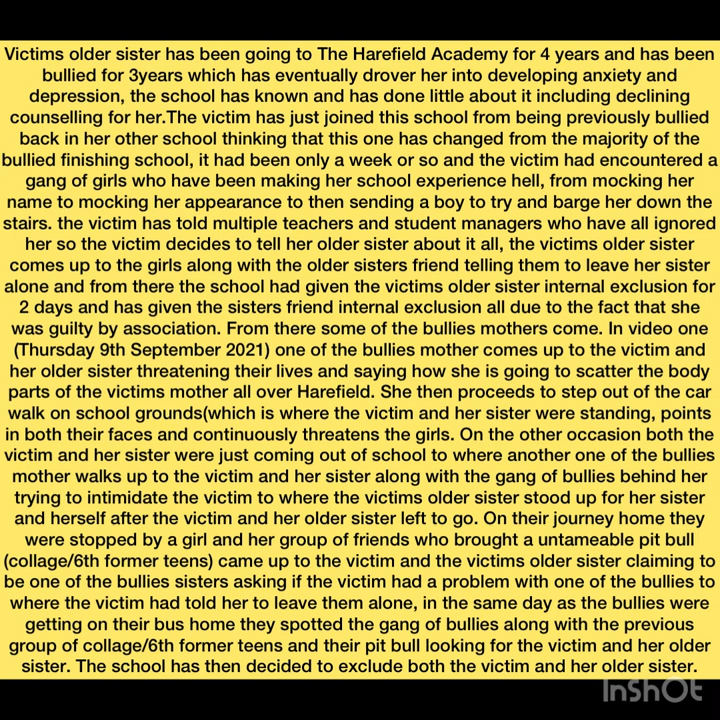 Victims older sister has been going to The Harefield Academy for 4 years and has been
bullied for 3years which has eventually drover her into developing anxiety and
depression, the school has known and has done little about it including declining
counselling for her.The victim has just joined this school from being previously bullied
back in her other school thinking that this one has changed from the majority of the
bullied finishing school, it had been only a week or so and the victim had encountered a
gang of girls who have been making her school experience hell, from mocking her
name to mocking her appearance to then sending a boy to try and barge her down the
stairs. the victim has told multiple teachers and student managers who have all ignored
her so the victim decides to tell her older sister about it all, the victims older sister
comes up to the girls along with the older sisters friend telling them to leave her sister
alone and from there the school had given the victims older sister internal exclusion for
2 days and has given the sisters friend internal exclusion all due to the fact that she
was guilty by association. From there some of the bullies mothers come. In video one
(Thursday 9th September 2021) one of the bullies mother comes up to the victim and
her older sister threatening their lives and saying how she is going to scatter the body
parts of the victims mother all over Harefield. She then proceeds to step out of the car
walk on school grounds(which is where the victim and her sister were standing, points
in both their faces and continuously threatens the girls. On the other occasion both the
victim and her sister were just coming out of school to where another one of the bullies
mother walks up to the victim and her sister along with the gang of bullies behind her
trying to intimidate the victim to where the victims older sister stood up for her sister
and herself after the victim and her older sister left to go. On their journey home they
were stopped by a girl and her group of friends who brought a untameable pit bull
(collage/6th former teens) came up to the victim and the victims older sister claiming to
be one of the bullies sisters asking if the victim had a problem with one of the bullies to
where the victim had told her to leave them alone, in the same day as the bullies were
getting on their bus home they spotted the gang of bullies along with the previous
group of collage/6th former teens and their pit bull looking for the victim and her older
sister. The school has then decided to exclude both the victim and her older sister.
InShOt